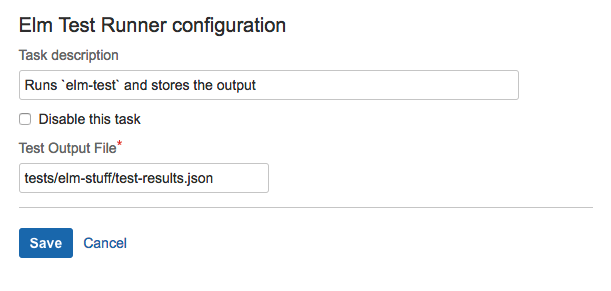 Elm Test Runner configuration
Task description
Runs `elm-test` and stores the output
Disable this task
Test Output File*
tests/elm-stuff/test-results.json
Save Cancel